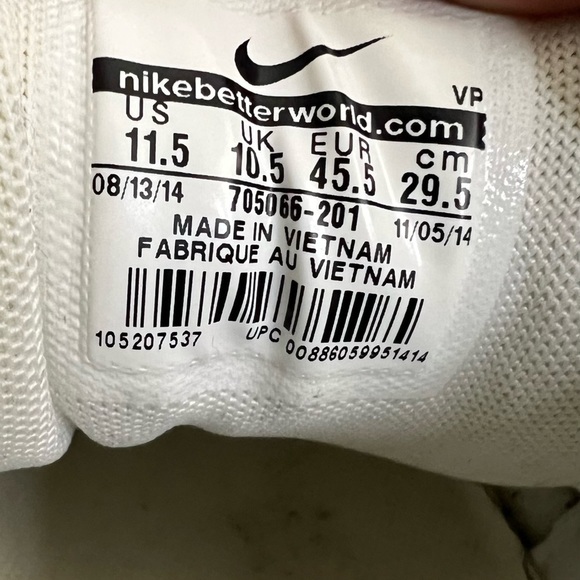 VP
nikebetterworld.com
US UK EUR cm
11.5 10.5 45.5 29.5
08/13/14 705066-201 11/05/14
MADE IN VIETNAM
FABRIQUE AU VIETNAM
105207537 UPC 00886059951414